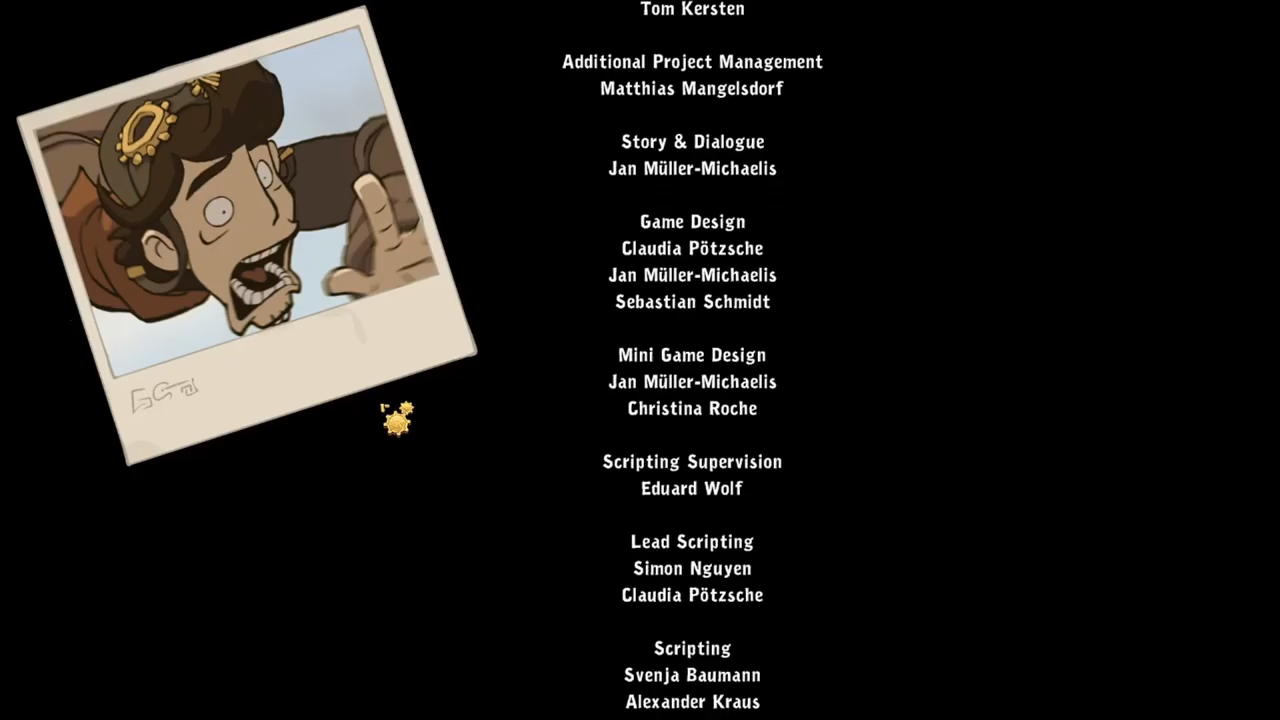 Tom Kersten
Additional Project Management
Matthias Mangelsdorf
Story & Dialogue
Jan Müller-Michaelis
Game Design
Claudia Pötzsche
Jan Müller-Michaelis
Sebastian Schmidt
Mini Game Design
Jan Müller-Michaelis
Christina Roche
Scripting Supervision
Eduard Wolf
Lead Scripting
Simon Nguyen
Claudia Pötzsche
Scripting
Svenja Baumann
Alexander Kraus